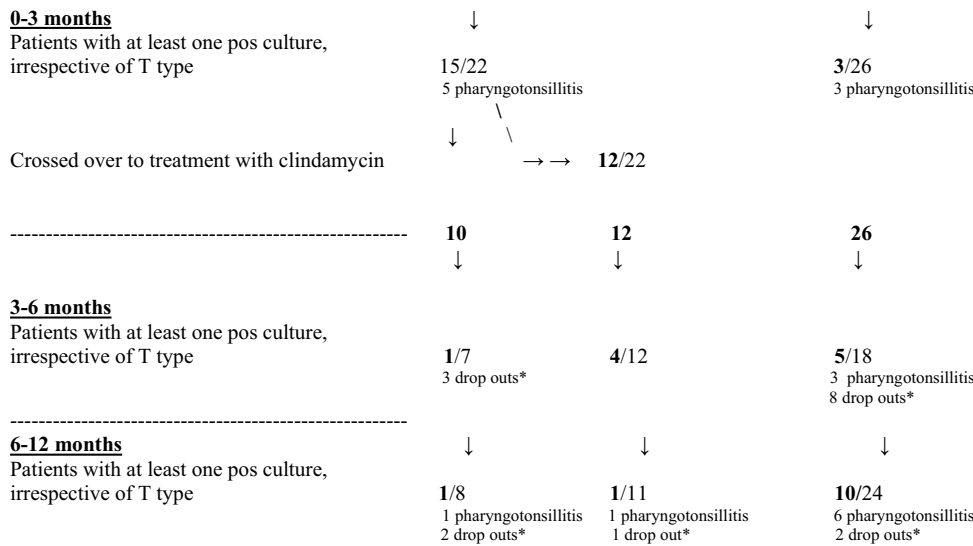 0-3 months ↓ ↓
Patients with at least one pos culture,
irrespective of T type 15/22 3/26
5 pharyngotonsillitis 3 pharyngotonsillitis
\
↓ \
Crossed over to treatment with clindamycin → → 12/22
-------------------------------------------------------- 10 12 26
↓ ↓ ↓
3-6 months
Patients with at least one pos culture,
irrespective of T type 1/7 4/12 5/18
3 drop outs* 3 pharyngotonsillitis
8 drop outs*
--------------------------------------------------------
6-12 months ↓ ↓ ↓
Patients with at least one pos culture,
irrespective of T type 1/8 1/11 10/24
1 pharyngotonsillitis 1 pharyngotonsillitis 6 pharyngotonsillitis
2 drop outs* 1 drop out* 2 drop outs*